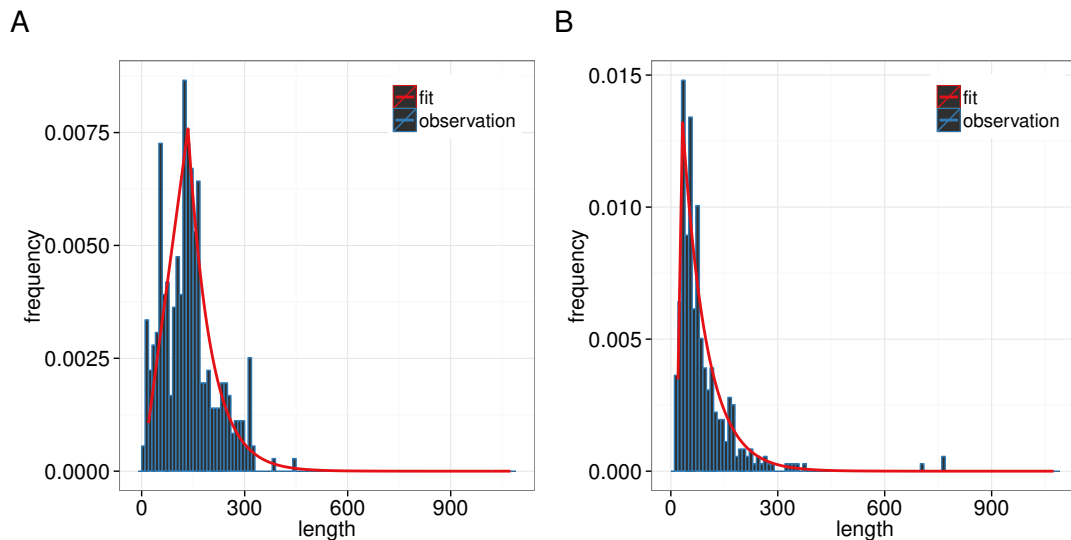 A
frequency
0.0075
0.0050
0.0025
0.0000
fit
observation
0 300 600 900
length
B
frequency
0.015
0.010
0.005
0.000
fit
observation
0 300 600 900
length